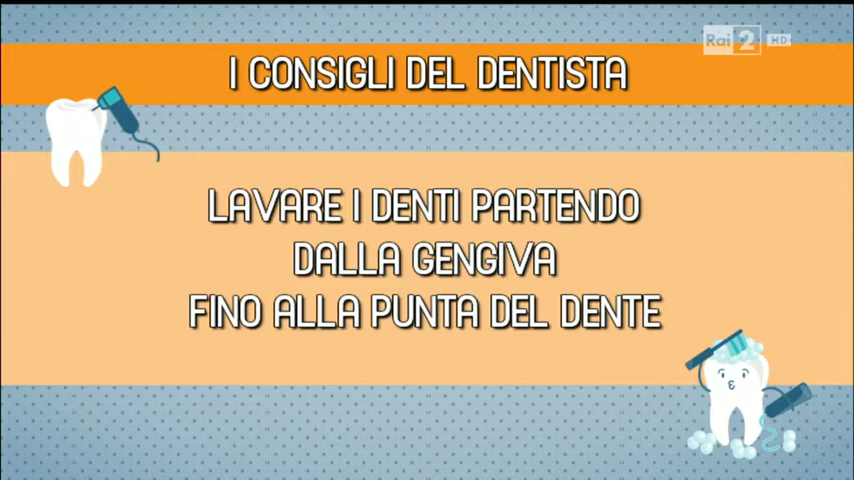 Rai 2 HD
I CONSIGLI DEL DENTISTA
LAVARE I DENTI PARTENDO
DALLA GENGIVA
FINO ALLA PUNTA DEL DENTE